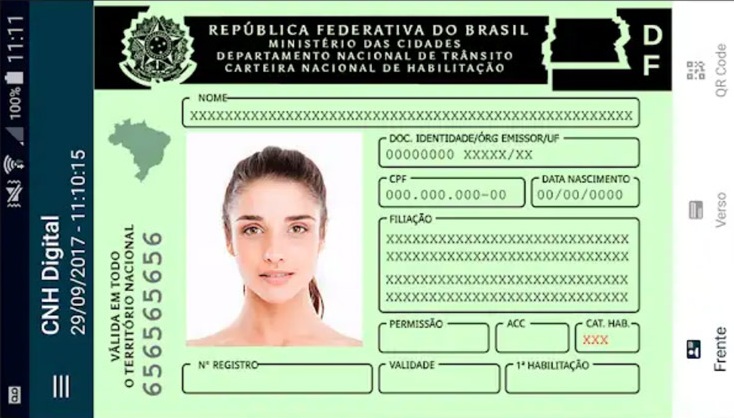 11:11
100%
CNH Digital
29/09/2017 - 11:10:15
REPÚBLICA FEDERATIVA DO BRASIL
MINISTÉRIO DAS CIDADES
DEPARTAMENTO NACIONAL DE TRÂNSITO
CARTEIRA NACIONAL DE HABILITAÇÃO
D
F
NOME
XXXXXXXXXXXXXXXXXXXXXXXXXXXXXXXXXXXXXXXXXXXXXXXXXXXX
DOC. IDENTIDADE/ÓRG EMISSOR/UF
00000000 XXXXX/XX
CPF
000.000.000-00
DATA NASCIMENTO
00/00/0000
FILIAÇÃO
XXXXXXXXXXXXXXXXXXXXXXXXXXXX
XXXXXXXXXXXXXXXXXXXXXXXXXXXX
XXXXXXXXXXXXXXXXXXXXXXXXXXXX
XXXXXXXXXXXXXXXXXXXXXXXXXXXX
PERMISSÃO
ACC
CAT. HAB.
XXX
Nº REGISTRO
VALIDADE
1ª HABILITAÇÃO
VÁLIDA EM TODO
O TERRITÓRIO NACIONAL
65656565656
QR Code
Verso
Frente